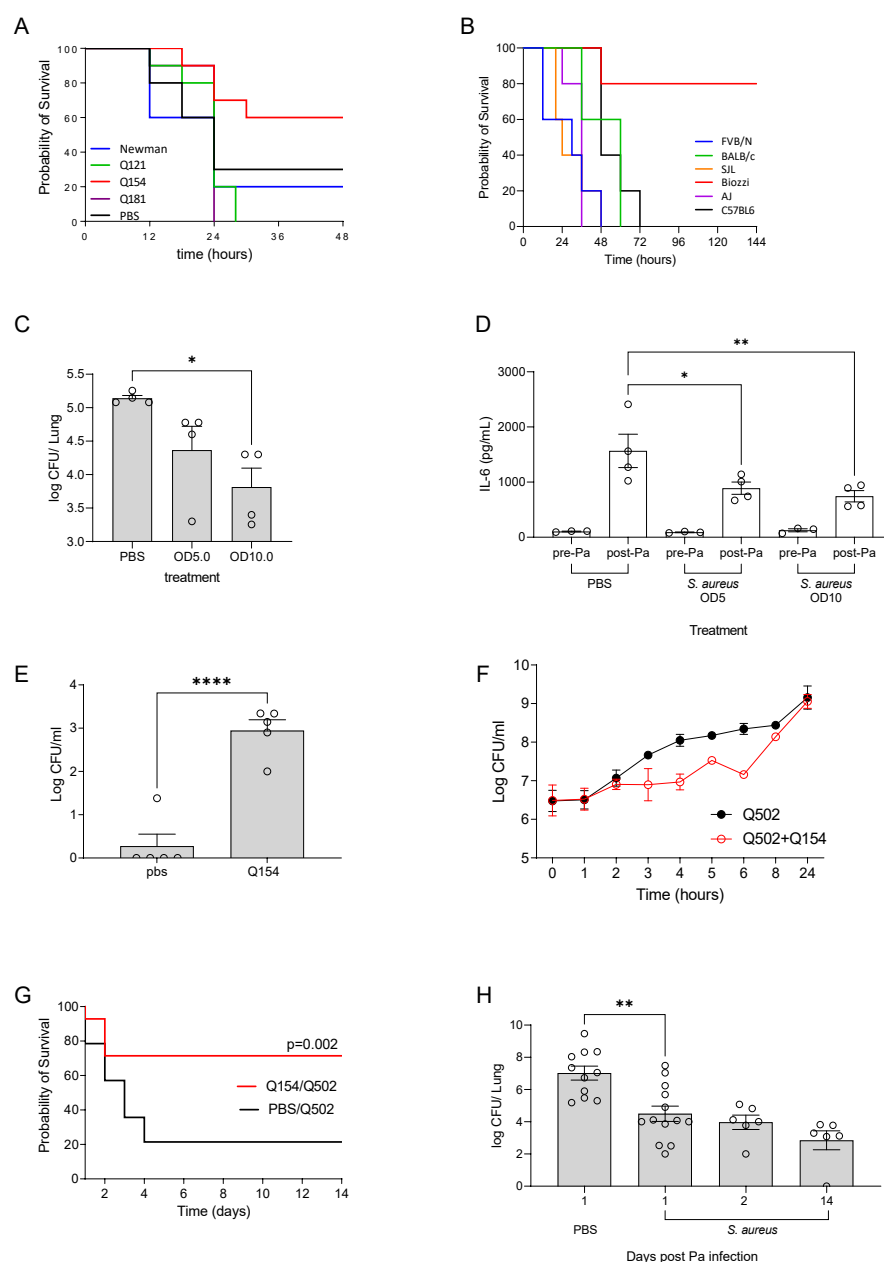 A
Probability of Survival
100
80
60
40
20
0
Newman
Q121
Q154
Q181
PBS
0 12 24 36 48
time (hours)
B
Probability of Survival
100
80
60
40
20
0
FVB/N
BALB/c
SJL
Biozzi
AJ
C57BL6
0 24 48 72 96 120 144
Time (hours)
C
log CFU/ Lung
*
5.5
5.0
4.5
4.0
3.5
3.0
PBS OD5.0 OD10.0
treatment
D
IL-6 (pg/mL)
**
*
3000
2000
1000
0
pre-Pa post-Pa pre-Pa post-Pa pre-Pa post-Pa
PBS S. aureus S. aureus
OD5 OD10
Treatment
E
Log CFU/ml
****
4
3
2
1
0
pbs Q154
F
Log CFU/ml
10
9
8
7
6
5
Q502
Q502+Q154
0 1 2 3 4 5 6 8 24
Time (hours)
G
Probability of Survival
100
80
60
40
20
0
p=0.002
Q154/Q502
PBS/Q502
2 4 6 8 10 12 14
Time (days)
H
log CFU/ Lung
**
10
8
6
4
2
0
1 1 2 14
PBS S. aureus
Days post Pa infection